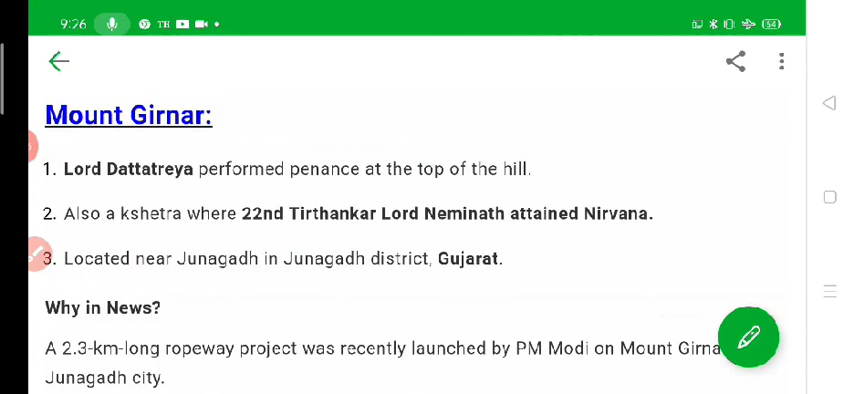 9:26 TH 54
Mount Girnar:
1. Lord Dattatreya performed penance at the top of the hill.
2. Also a kshetra where 22nd Tirthankar Lord Neminath attained Nirvana.
3. Located near Junagadh in Junagadh district, Gujarat.
Why in News?
A 2.3-km-long ropeway project was recently launched by PM Modi on Mount Girna
Junagadh city.